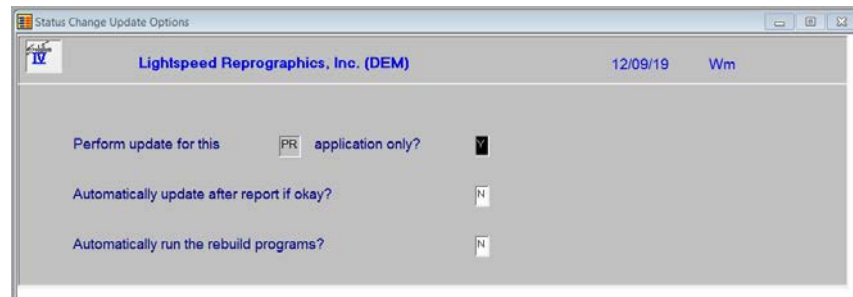 Status Change Update Options
IV
Lightspeed Reprographics, Inc. (DEM) 12/09/19 Wm
Perform update for this PR application only? Y
Automatically update after report if okay? N
Automatically run the rebuild programs? N